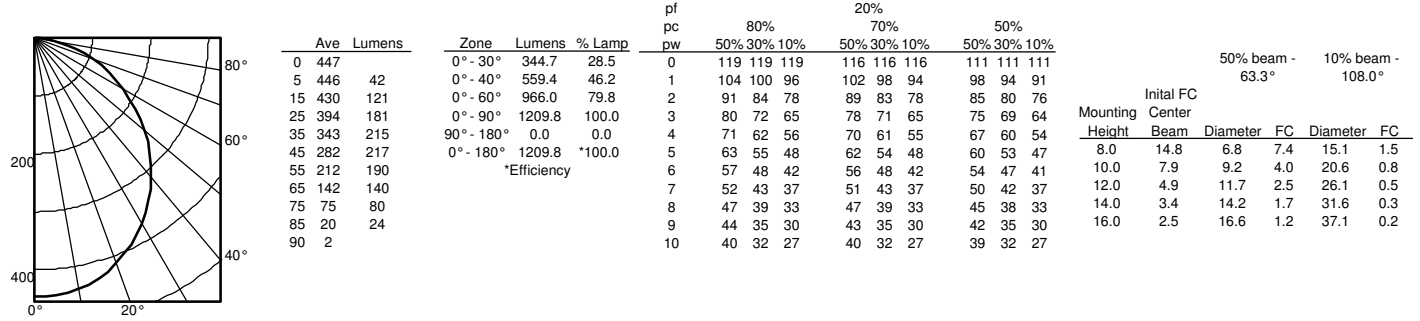 80°
60°
40°
20°
0°
200
400
Ave Lumens
0 447
5 446 42
15 430 121
25 394 181
35 343 215
45 282 217
55 212 190
65 142 140
75 75 80
85 20 24
90 2
Zone Lumens % Lamp
0°- 30° 344.7 28.5
0°- 40° 559.4 46.2
0°- 60° 966.0 79.8
0°- 90° 1209.8 100.0
90°- 180° 0.0 0.0
0°- 180° 1209.8 *100.0
*Efficiency
pf 20%
pc 80% 70% 50%
pw 50% 30% 10% 50% 30% 10% 50% 30% 10%
0 119 119 119 116 116 116 111 111 111
1 104 100 96 102 98 94 98 94 91
2 91 84 78 89 83 78 85 80 76
3 80 72 65 78 71 65 75 69 64
4 71 62 56 70 61 55 67 60 54
5 63 55 48 62 54 48 60 53 47
6 57 48 42 56 48 42 54 47 41
7 52 43 37 51 43 37 50 42 37
8 47 39 33 47 39 33 45 38 33
9 44 35 30 43 35 30 42 35 30
10 40 32 27 40 32 27 39 32 27
50% beam - 10% beam -
63.3° 108.0°
Inital FC
Mounting Center
Height Beam Diameter FC Diameter FC
8.0 14.8 6.8 7.4 15.1 1.5
10.0 7.9 9.2 4.0 20.6 0.8
12.0 4.9 11.7 2.5 26.1 0.5
14.0 3.4 14.2 1.7 31.6 0.3
16.0 2.5 16.6 1.2 37.1 0.2